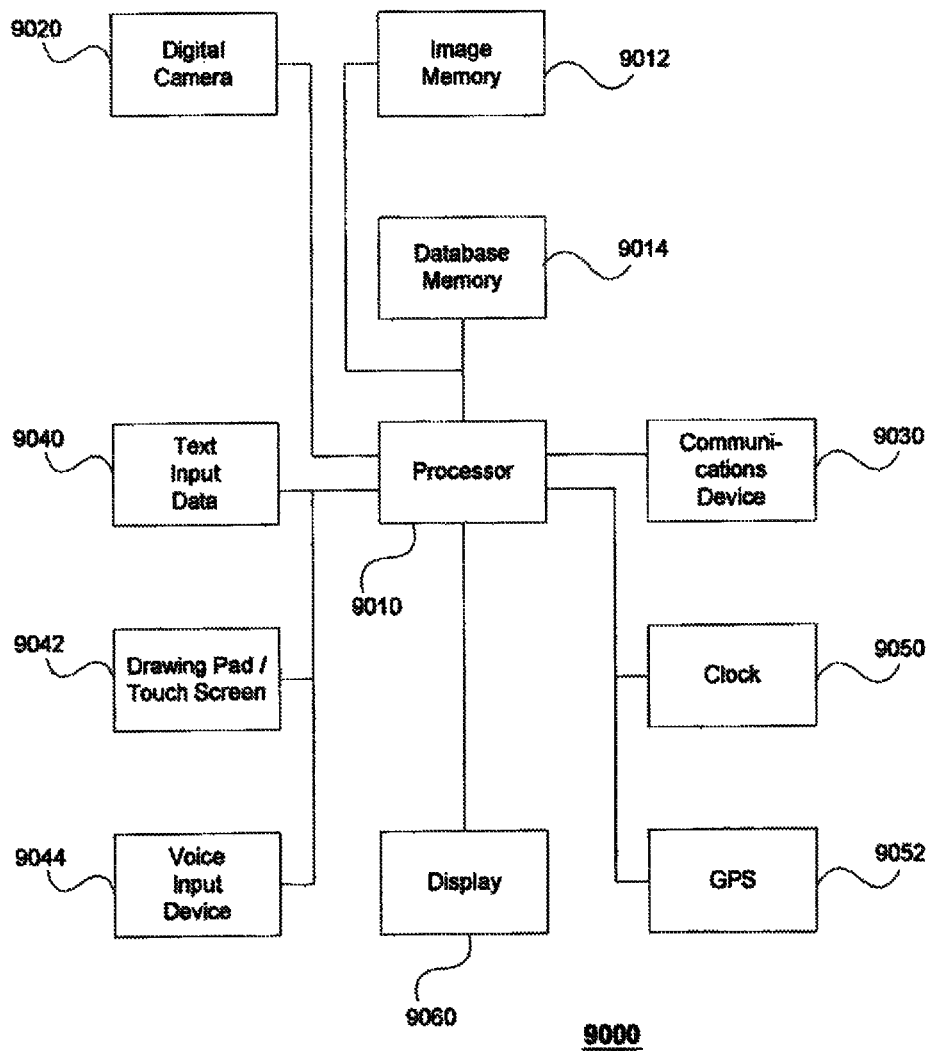 9020
Digital
Camera
Image
Memory
9012
Database
Memory
9014
9040
Text
Input
Data
Processor
9010
Communi-
cations
Device
9030
9042
Drawing Pad /
Touch Screen
Clock
9050
9044
Voice
Input
Device
Display
9060
GPS
9052
9000